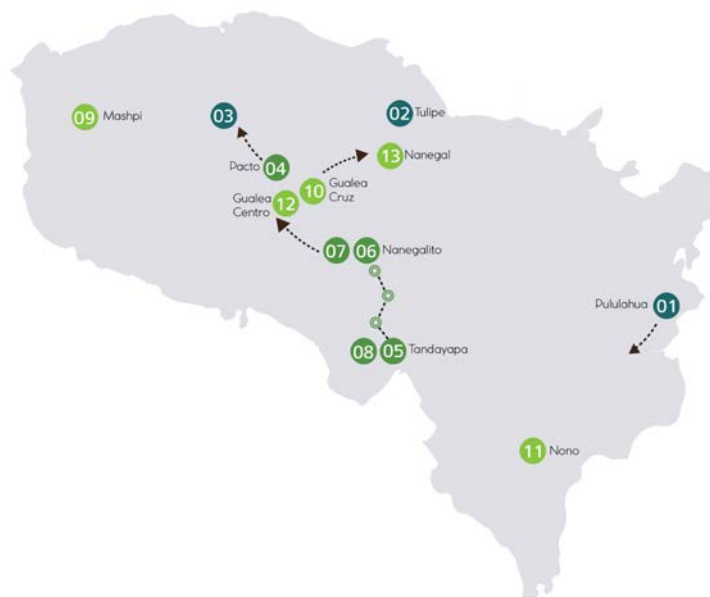 03
02 Tulipe
09 Mashpi
13 Nanegal
Pacto 04
10 Gualea
Cruz
Gualea
Centro
12
07 06 Nanegalito
Pululahua 01
08 05 Tandayapa
11 Nono